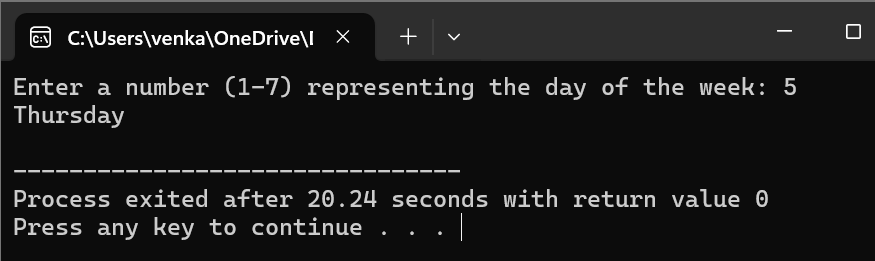 C:\Users\venka\OneDrive\I
Enter a number (1-7) representing the day of the week: 5
Thursday
--------------------------------
Process exited after 20.24 seconds with return value 0
Press any key to continue . . .